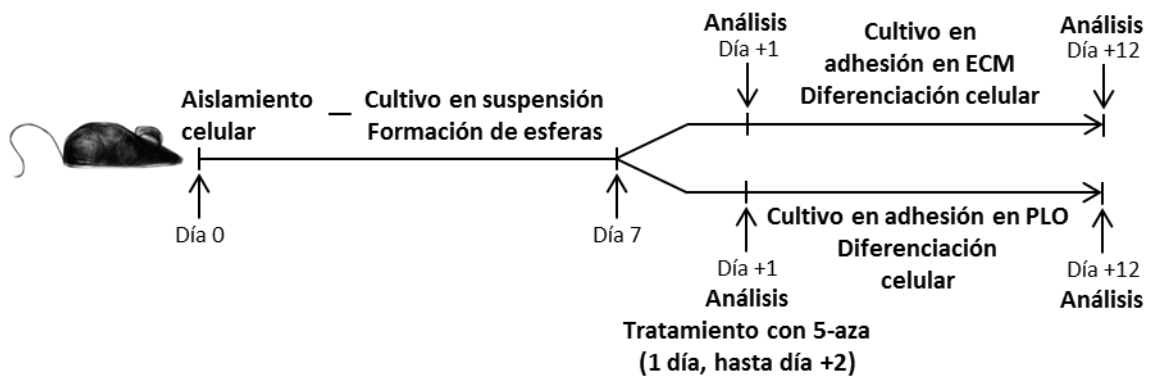 Aislamiento
celular
Cultivo en suspensión
Formación de esferas
Día 0
Día 7
Análisis
Día +1
Cultivo en
adhesión en ECM
Diferenciación celular
Análisis
Día +12
Cultivo en adhesión en PLO
Diferenciación
celular
Día +1
Análisis
Tratamiento con 5-aza
(1 día, hasta día +2)
Día +12
Análisis